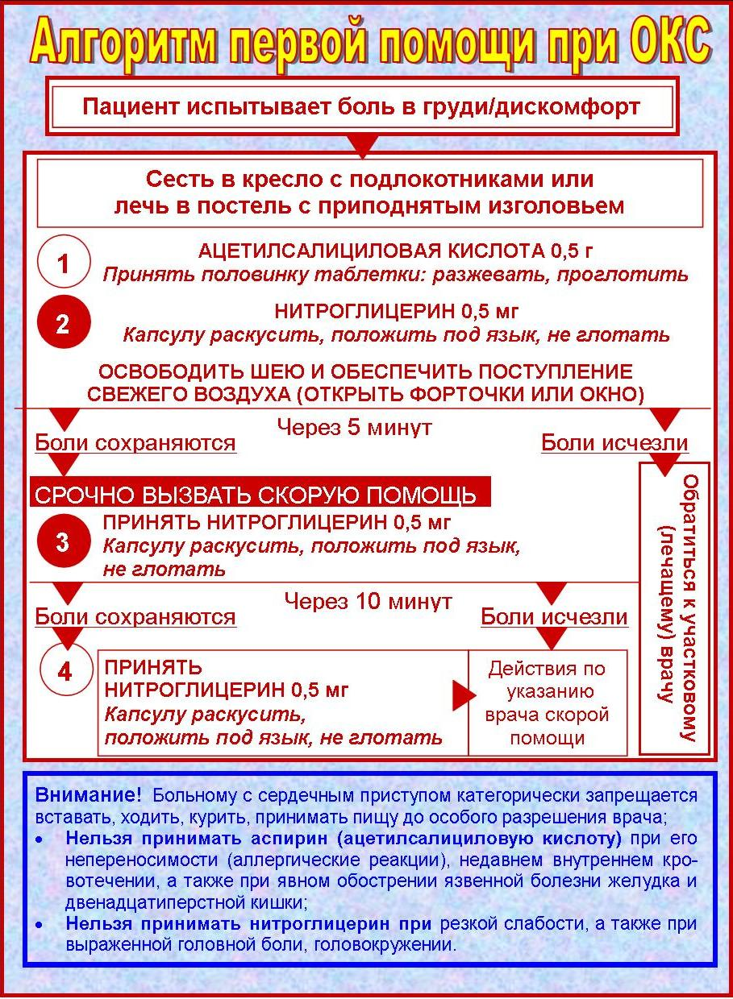 Алгоритм первой помощи при ОКС
Пациент испытывает боль в груди/дискомфорт
Сесть в кресло с подлокотниками или
лечь в постель с приподнятым изголовьем
1
АЦЕТИЛСАЛИЦИЛОВАЯ КИСЛОТА 0,5 г
Принять половинку таблетки: разжевать, проглотить
2
НИТРОГЛИЦЕРИН 0,5 мг
Капсулу раскусить, положить под язык, не глотать
ОСВОБОДИТЬ ШЕЮ И ОБЕСПЕЧИТЬ ПОСТУПЛЕНИЕ
СВЕЖЕГО ВОЗДУХА (ОТКРЫТЬ ФОРТОЧКИ ИЛИ ОКНО)
Через 5 минут
Боли сохраняются
Боли исчезли
СРОЧНО ВЫЗВАТЬ СКОРУЮ ПОМОЩЬ
3
ПРИНЯТЬ НИТРОГЛИЦЕРИН 0,5 мг
Капсулу раскусить, положить под язык,
не глотать
Через 10 минут
Боли сохраняются
Боли исчезли
4
ПРИНЯТЬ
НИТРОГЛИЦЕРИН 0,5 мг
Капсулу раскусить,
положить под язык, не глотать
Действия по
указанию
врача скорой
помощи
Обратиться к участковому
(лечащему) врачу
Внимание! Больному с сердечным приступом категорически запрещается
вставать, ходить, курить, принимать пищу до особого разрешения врача;
• Нельзя принимать аспирин (ацетилсалициловую кислоту) при его
непереносимости (аллергические реакции), недавнем внутреннем кро-
вотечении, а также при явном обострении язвенной болезни желудка и
двенадцатиперстной кишки;
• Нельзя принимать нитроглицерин при резкой слабости, а также при
выраженной головной боли, головокружении.